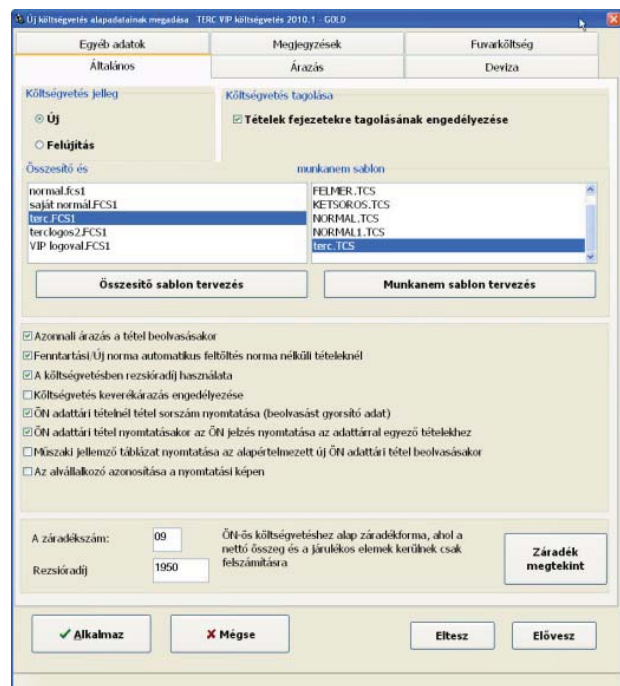 Új költségvetés alapadatainak megadása TERC VIP költségvetés 2010.1 - GOLD
Egyéb adatok
Megjegyzések
Fuvarköltség
Általános
Árazás
Deviza
Költségvetés jelleg
Új
Felújítás
Költségvetés tagolása
Tételek fejezetekre tagolásának engedélyezése
Összesítő és
munkanem sablon
normal.fcs1
saját normál.FCS1
terc.FCS1
terclogos2.FCS1
VIP logoval.FCS1
FELMER.TCS
KETSOROS.TCS
NORMAL.TCS
NORMAL1.TCS
terc.TCS
Összesítő sablon tervezés
Munkanem sablon tervezés
Azonnali árazás a tétel beolvasásakor
Fenntartási/Új norma automatikus feltöltés norma nélküli tételeknél
A költségvetésben rezsióradíj használata
Költségvetés keverékárazás engedélyezése
ÖN adattári tételnél tétel sorszám nyomtatása (beolvasást gyorsító adat)
ÖN adattári tétel nyomtatásakor az ÖN jelzés nyomtatása az adattárral egyező tételekhez
Műszaki jellemző táblázat nyomtatása az alapértelmezett új ÖN adattári tétel beolvasásakor
Az alvállalkozó azonosítása a nyomtatási képen
A záradékszám:
09
Rezsióradíj
1950
ÖN-ös költségvetéshez alap záradékforma, ahol a
nettó összeg és a járulékos elemek kerülnek csak
felszámításra
Záradék
megtekint
Alkalmaz
Mégse
Eltesz
Elővesz